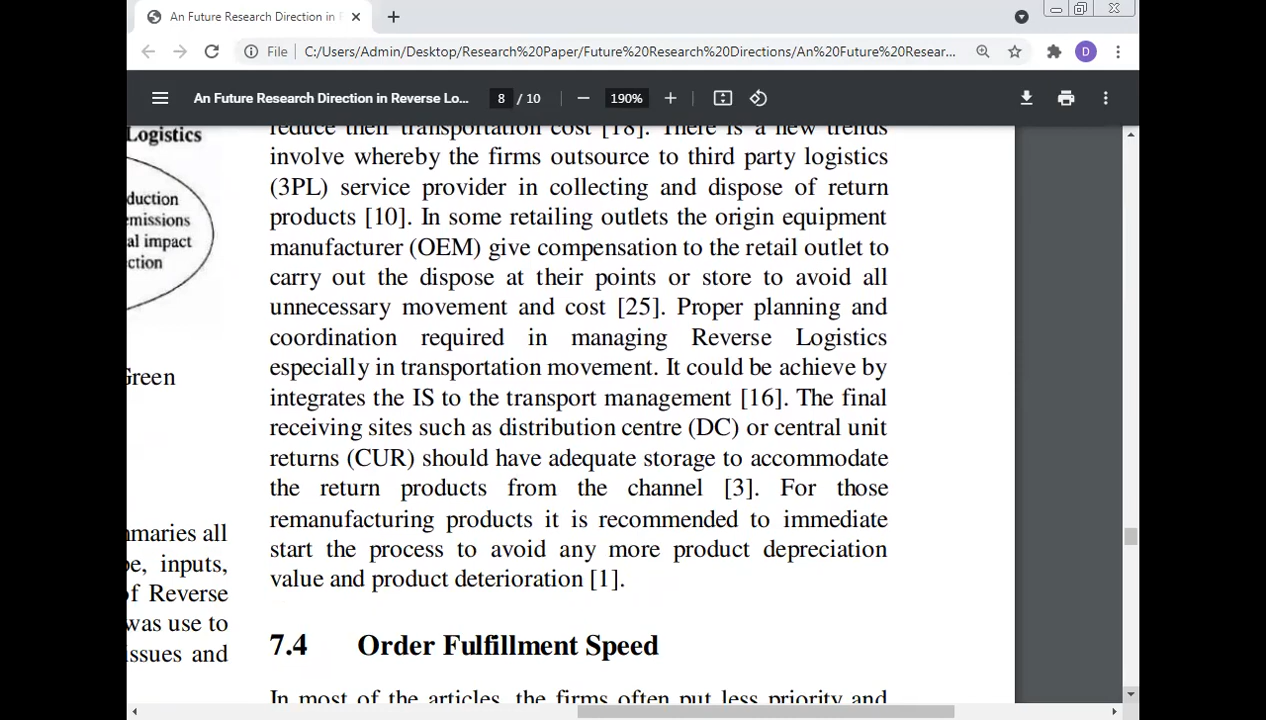 An Future Research Direction in R
File C:/Users/Admin/Desktop/Research%20Paper/Future%20Research%20Directions/An%20Future%20Resear...
D
An Future Research Direction in Reverse Lo...
8 / 10
190%
Logistics
duction
emissions
al impact
ction
Green
mmaries all
pe, inputs,
of Reverse
was use to
issues and
reduce their transportation cost [18]. There is a new trends
involve whereby the firms outsource to third party logistics
(3PL) service provider in collecting and dispose of return
products [10]. In some retailing outlets the origin equipment
manufacturer (OEM) give compensation to the retail outlet to
carry out the dispose at their points or store to avoid all
unnecessary movement and cost [25]. Proper planning and
coordination required in managing Reverse Logistics
especially in transportation movement. It could be achieve by
integrates the IS to the transport management [16]. The final
receiving sites such as distribution centre (DC) or central unit
returns (CUR) should have adequate storage to accommodate
the return products from the channel [3]. For those
remanufacturing products it is recommended to immediate
start the process to avoid any more product depreciation
value and product deterioration [1].
7.4 Order Fulfillment Speed
In most of the articles, the firms often put less priority and